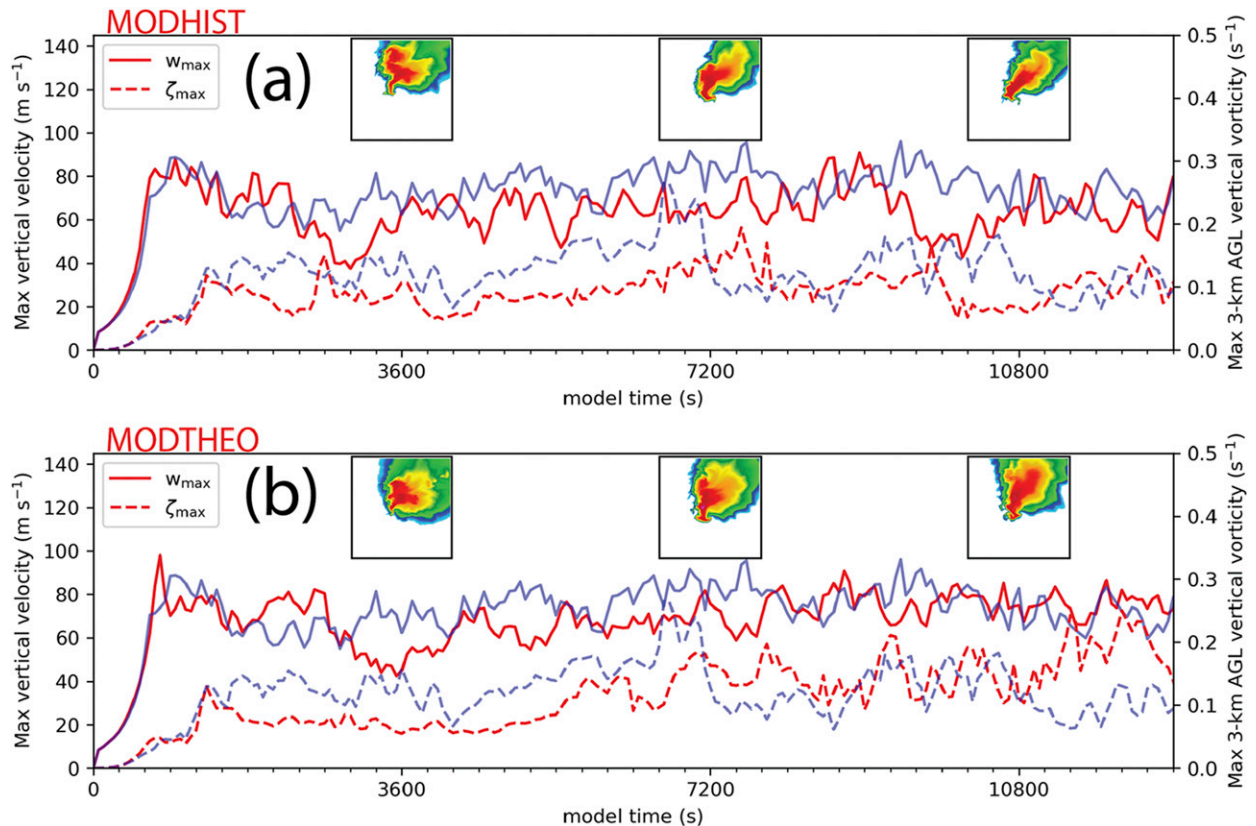 MODHIST
Max vertical velocity (m s⁻¹)
140
120
100
80
60
40
20
0
w_max
ζ_max
(a)
0.5
0.4
0.3
0.2
0.1
0.0
Max 3-km AGL vertical vorticity (s⁻¹)
0 3600 7200 10800
model time (s)
MODTHEO
Max vertical velocity (m s⁻¹)
140
120
100
80
60
40
20
0
w_max
ζ_max
(b)
0.5
0.4
0.3
0.2
0.1
0.0
Max 3-km AGL vertical vorticity (s⁻¹)
0 3600 7200 10800
model time (s)